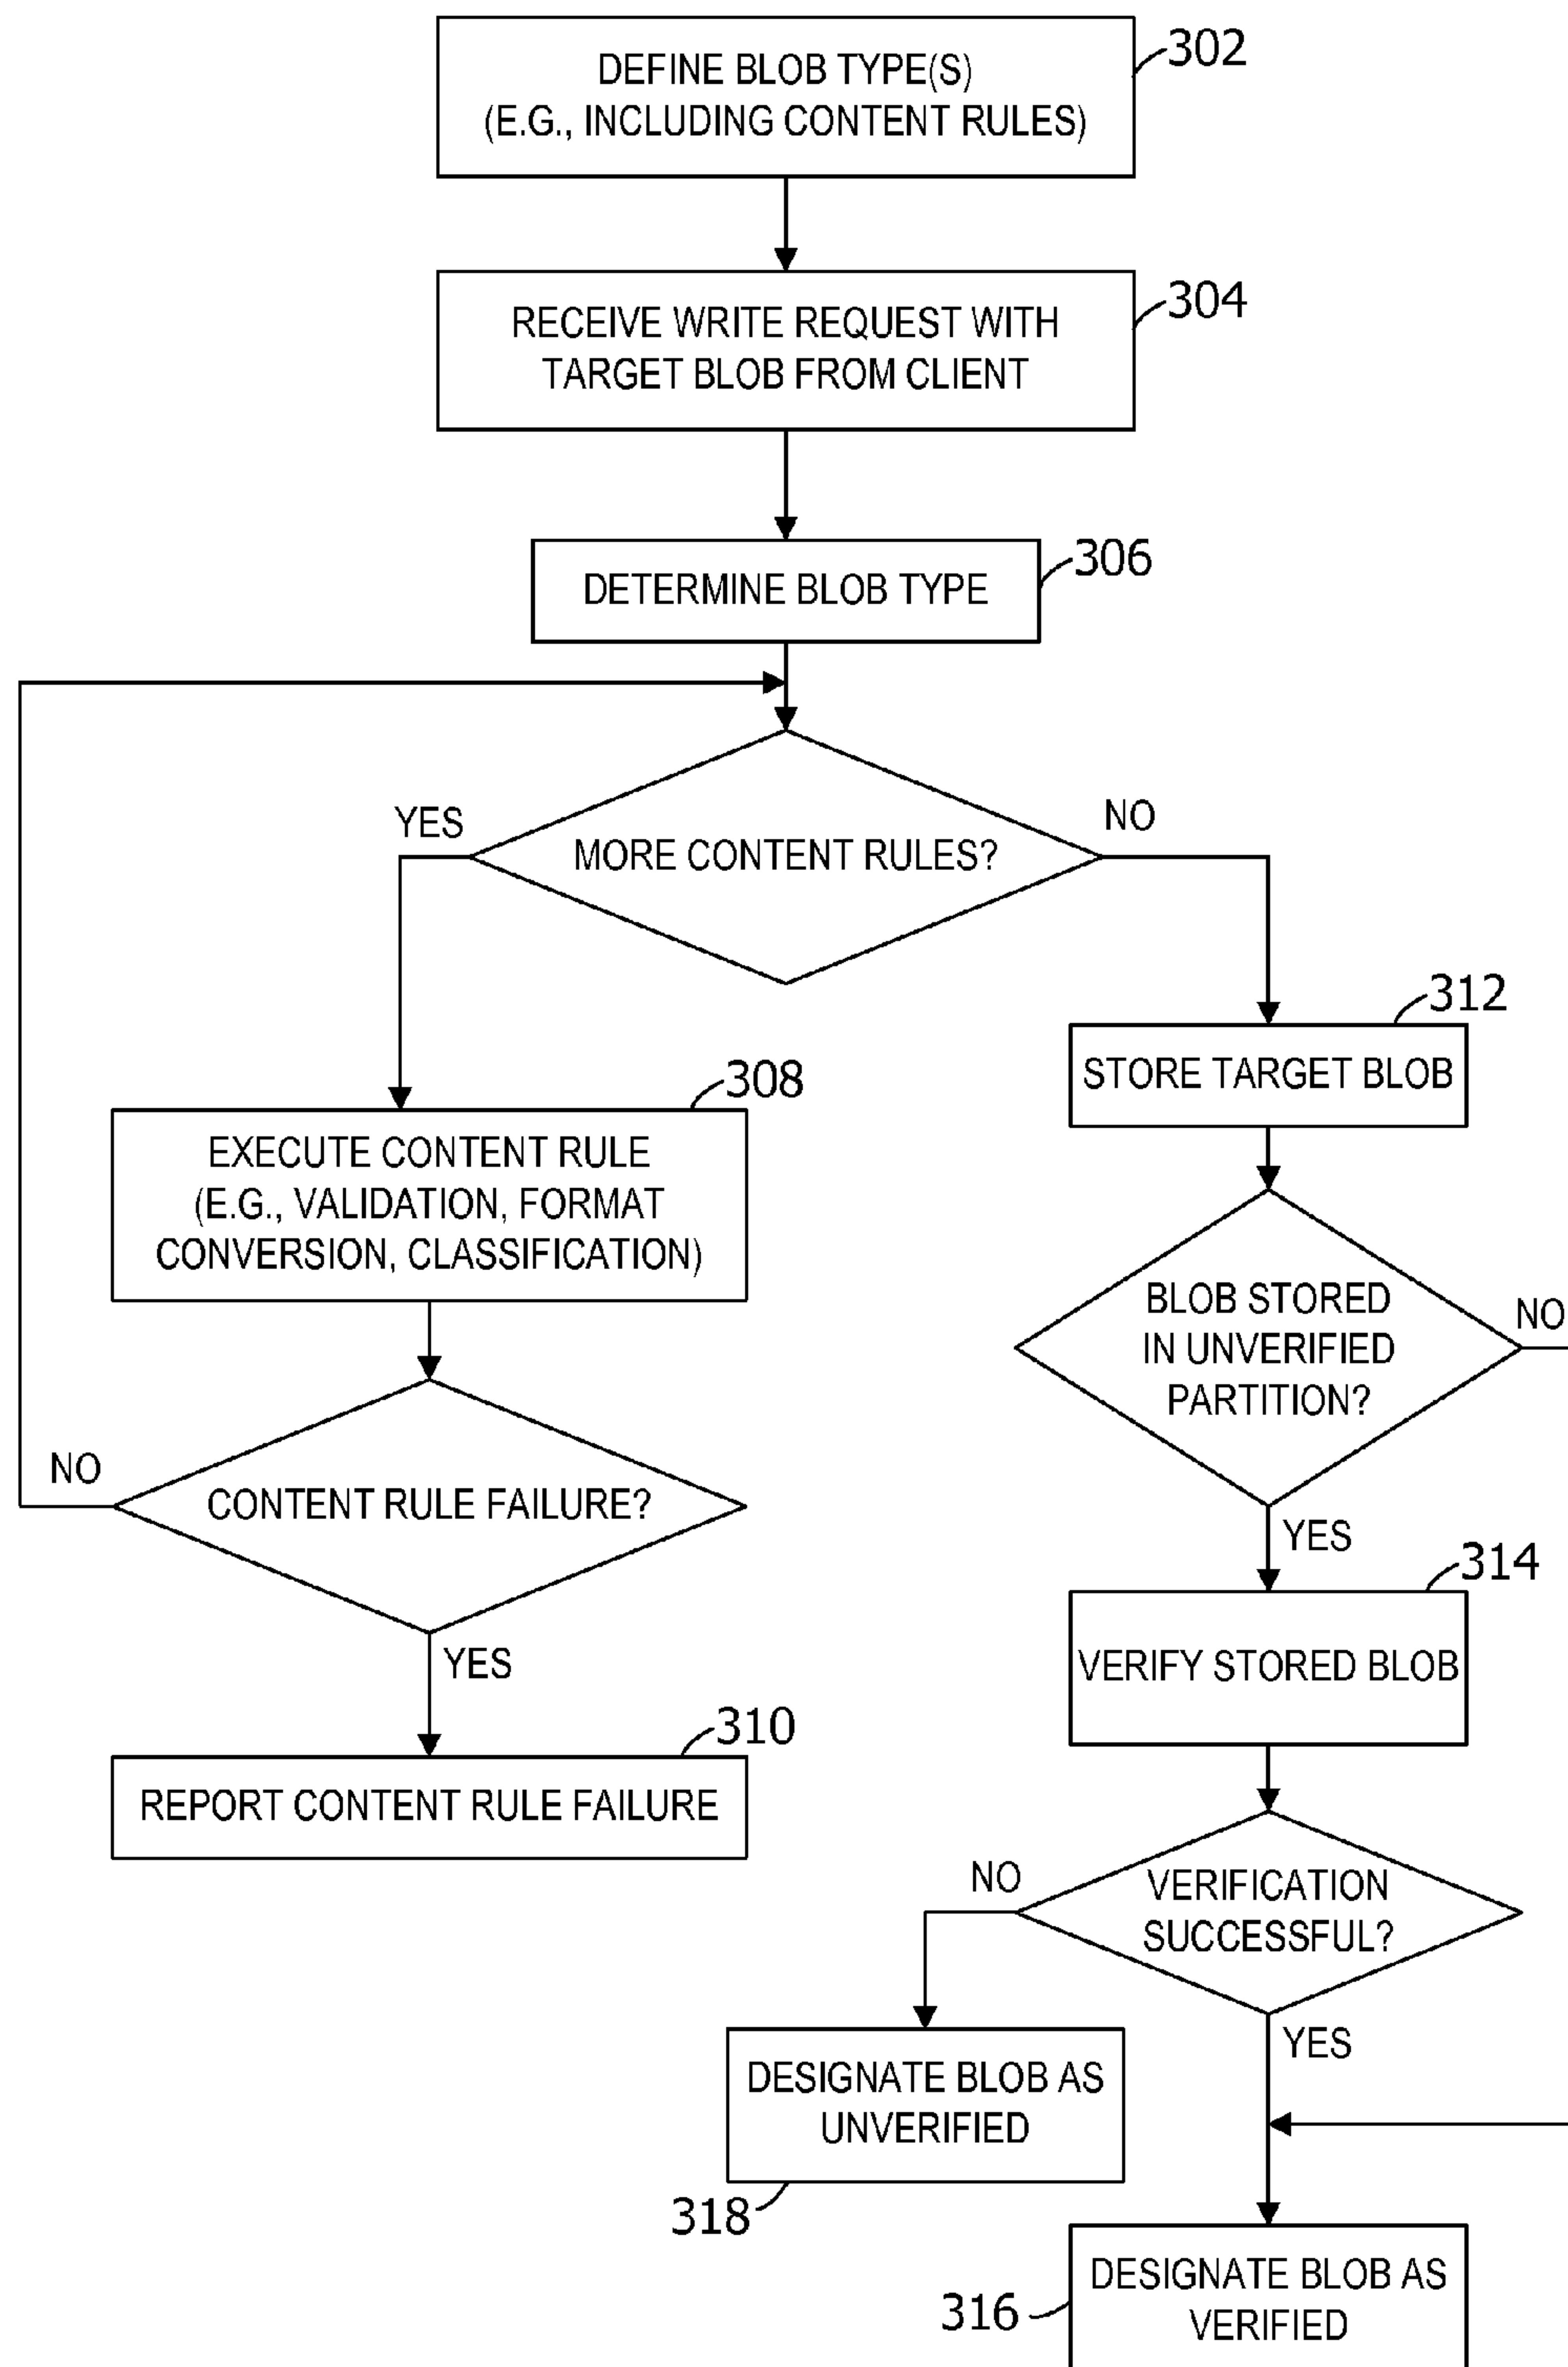 DEFINE BLOB TYPE(S)
(E.G., INCLUDING CONTENT RULES)
302
RECEIVE WRITE REQUEST WITH
TARGET BLOB FROM CLIENT
304
DETERMINE BLOB TYPE
306
YES
MORE CONTENT RULES?
NO
312
STORE TARGET BLOB
308
EXECUTE CONTENT RULE
(E.G., VALIDATION, FORMAT
CONVERSION, CLASSIFICATION)
BLOB STORED
IN UNVERIFIED
PARTITION?
NO
NO
CONTENT RULE FAILURE?
YES
YES
314
VERIFY STORED BLOB
310
REPORT CONTENT RULE FAILURE
NO
VERIFICATION
SUCCESSFUL?
YES
DESIGNATE BLOB AS
UNVERIFIED
318
DESIGNATE BLOB AS
VERIFIED
316